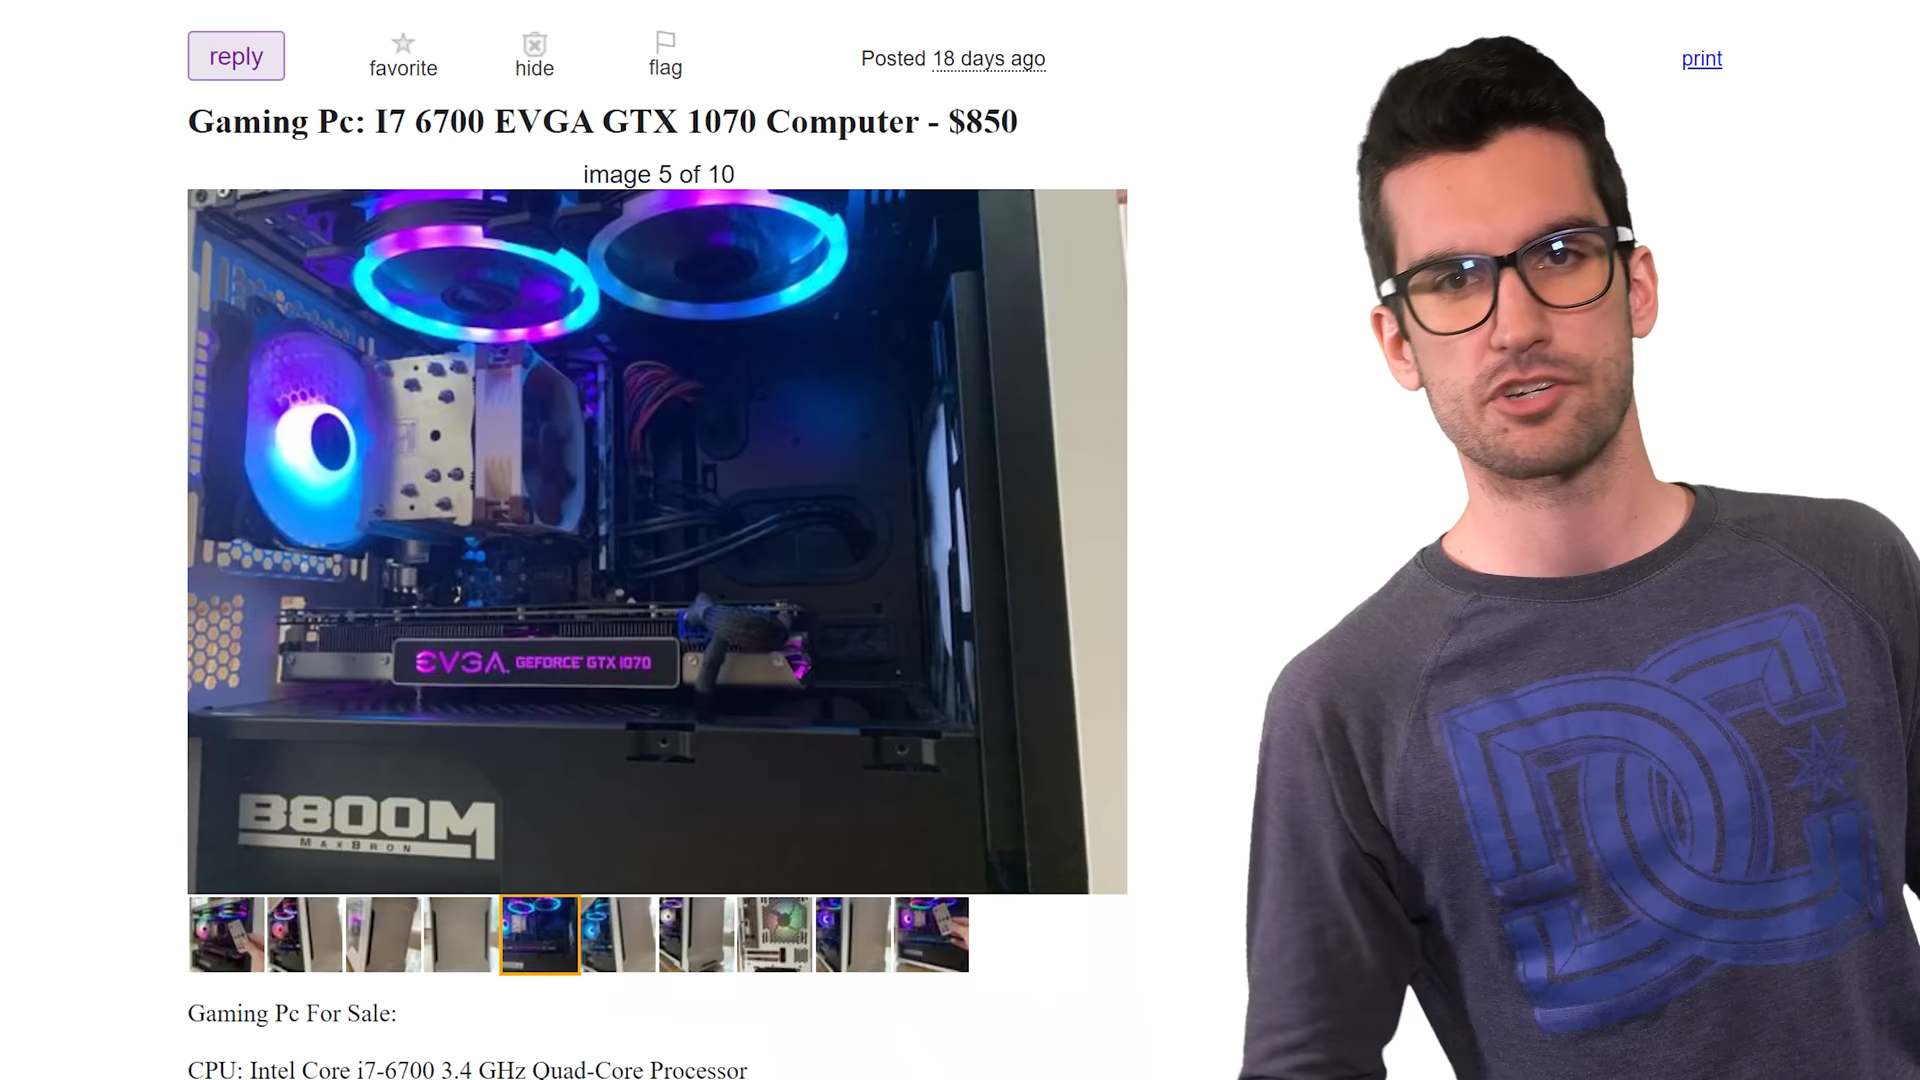 reply
favorite
hide
flag
Posted 18 days ago
print
Gaming Pc: I7 6700 EVGA GTX 1070 Computer - $850
image 5 of 10
EVGA. GEFORCE GTX 1070
B800M
MAXBRON
DC
Gaming Pc For Sale:
CPU: Intel Core i7-6700 3.4 GHz Quad-Core Processor